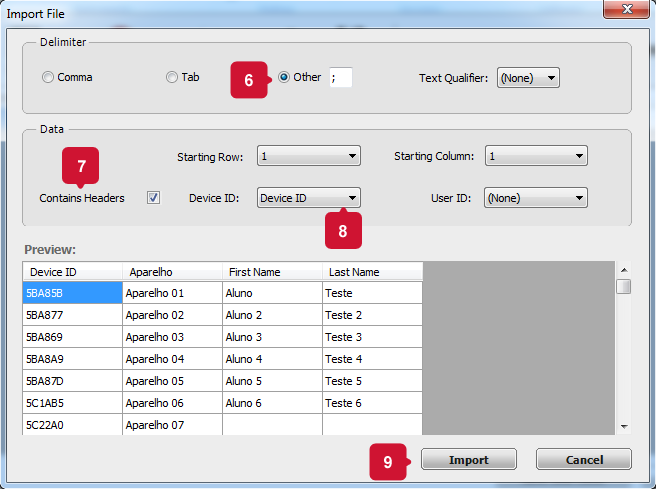 Import File
Delimiter
Comma
Tab
6
Other
;
Text Qualifier:
(None)
Data
7
Starting Row:
1
Starting Column:
1
Contains Headers
Device ID:
Device ID
User ID:
(None)
8
Preview:
Device ID Aparelho First Name Last Name
5BA85B Aparelho 01 Aluno Teste
5BA877 Aparelho 02 Aluno 2 Teste 2
5BA869 Aparelho 03 Aluno 3 Teste 3
5BA8A9 Aparelho 04 Aluno 4 Teste 4
5BA87D Aparelho 05 Aluno 5 Teste 5
5C1AB5 Aparelho 06 Aluno 6 Teste 6
5C22A0 Aparelho 07
9
Import
Cancel